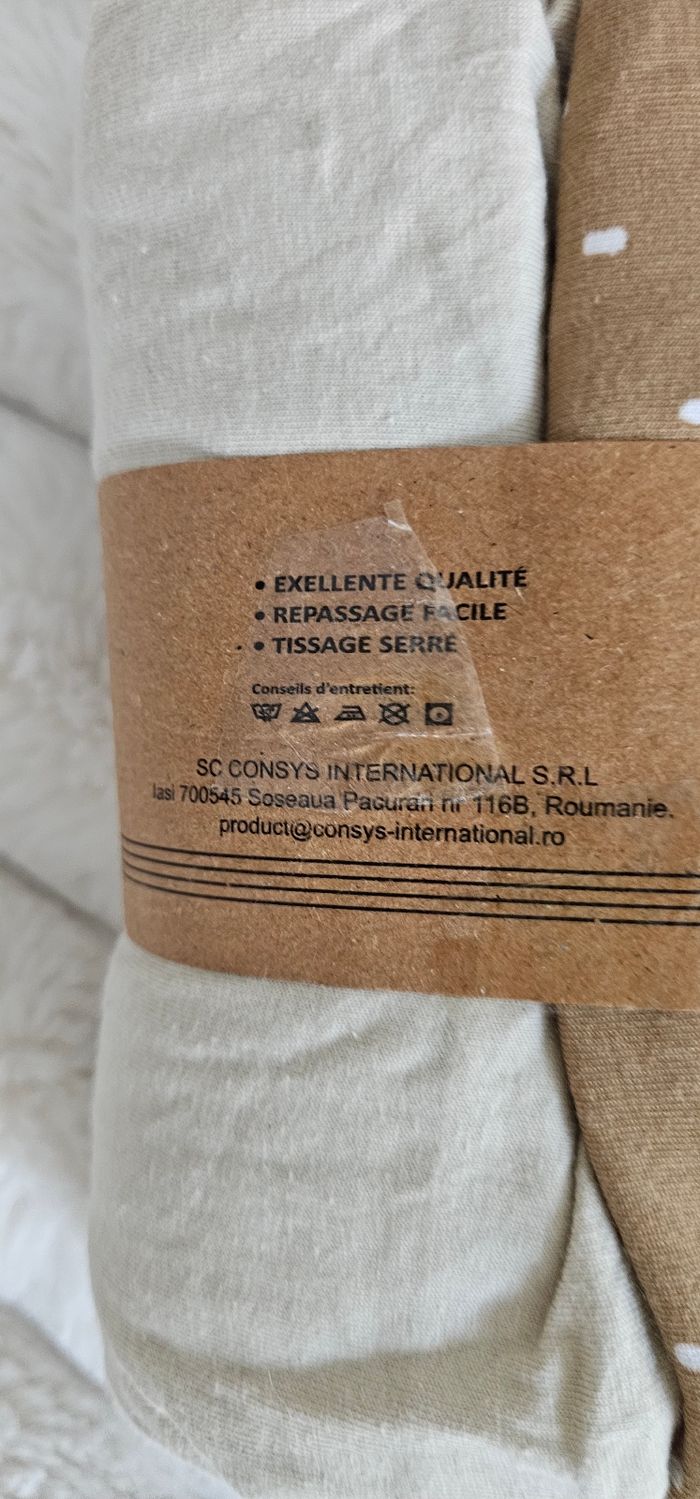 • EXELLENTE QUALITÉ
• REPASSAGE FACILE
• TISSAGE SERRÉ
Conseils d'entretient:
SC CONSYS INTERNATIONAL S.R.L
Iasi 700545 Soseaua Pacurari nr 116B, Roumanie.
product@consys-international.ro